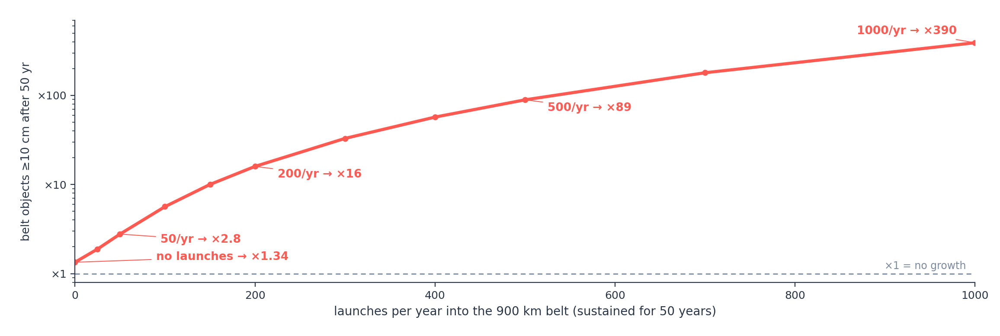 belt objects ≥10 cm after 50 yr
×100
×10
×1
1000/yr → ×390
500/yr → ×89
200/yr → ×16
50/yr → ×2.8
no launches → ×1.34
×1 = no growth
0
200
400
600
800
1000
launches per year into the 900 km belt (sustained for 50 years)